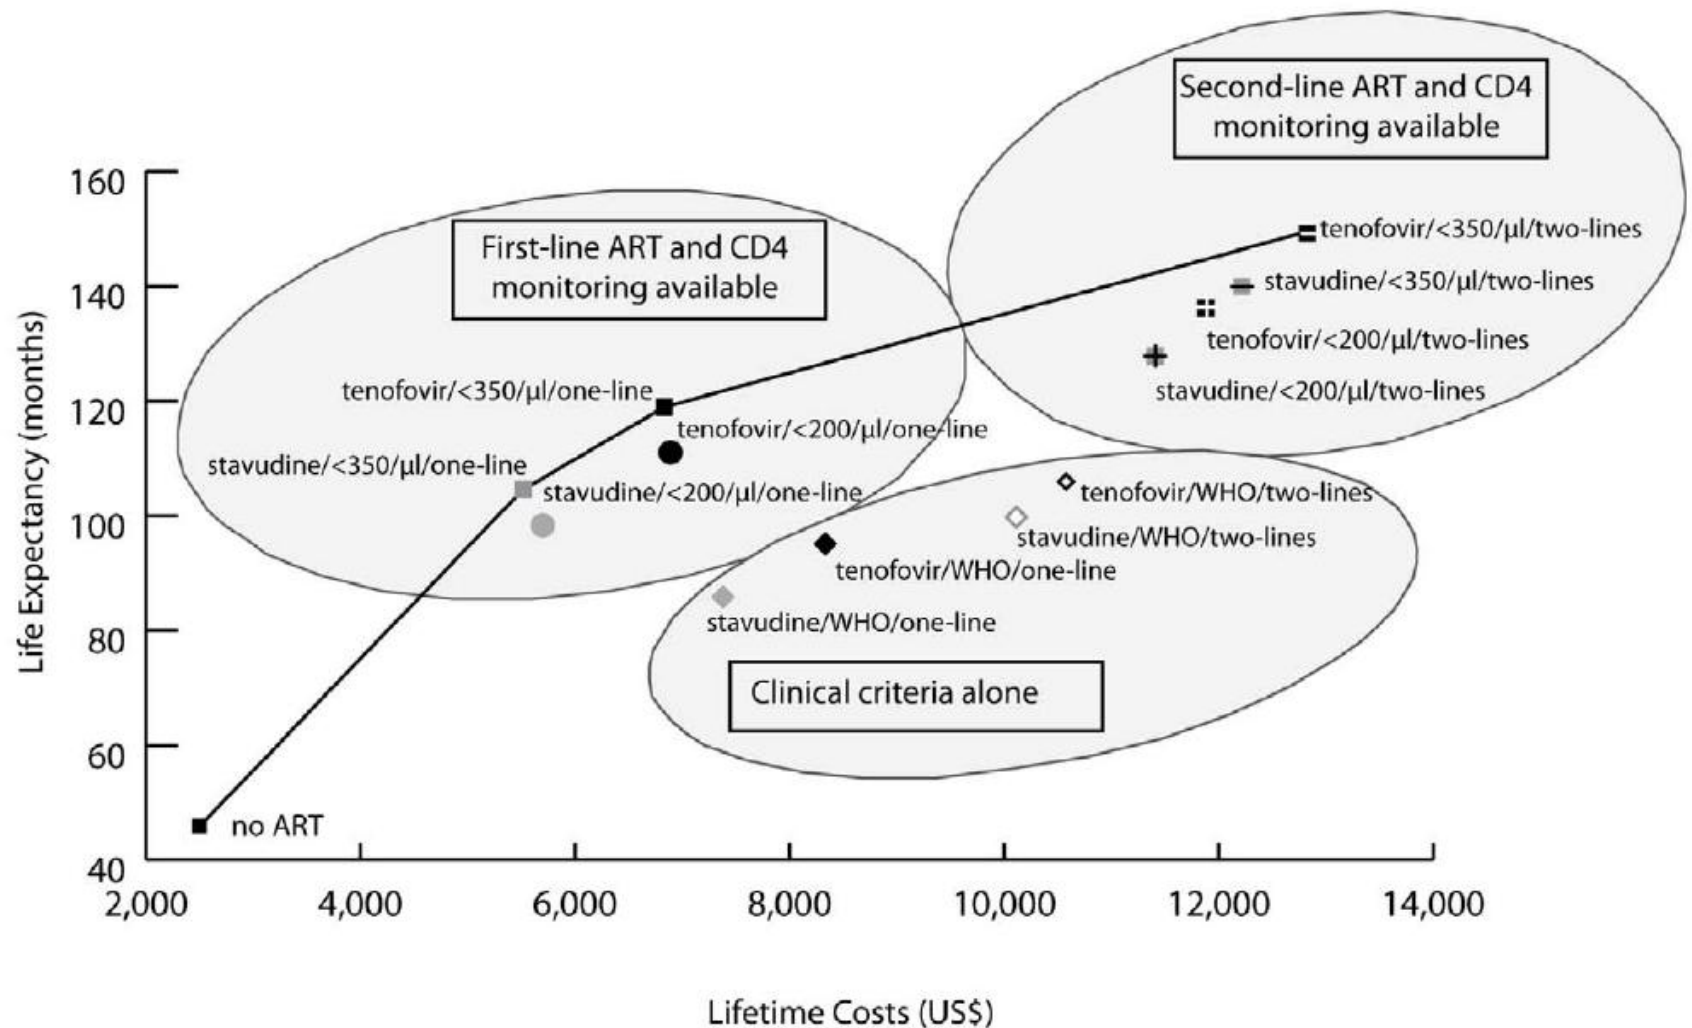 Second-line ART and CD4
monitoring available
160
First-line ART and CD4
monitoring available
tenofovir/<350/µl/two-lines
140
stavudine/<350/µl/two-lines
tenofovir/<200/µl/two-lines
stavudine/<200/µl/two-lines
tenofovir/<350/µl/one-line
120
tenofovir/<200/µl/one-line
stavudine/<350/µl/one-line
stavudine/<200/µl/one-line
tenofovir/WHO/two-lines
100
stavudine/WHO/two-lines
tenofovir/WHO/one-line
stavudine/WHO/one-line
80
Clinical criteria alone
60
no ART
40
Life Expectancy (months)
2,000 4,000 6,000 8,000 10,000 12,000 14,000
Lifetime Costs (US$)